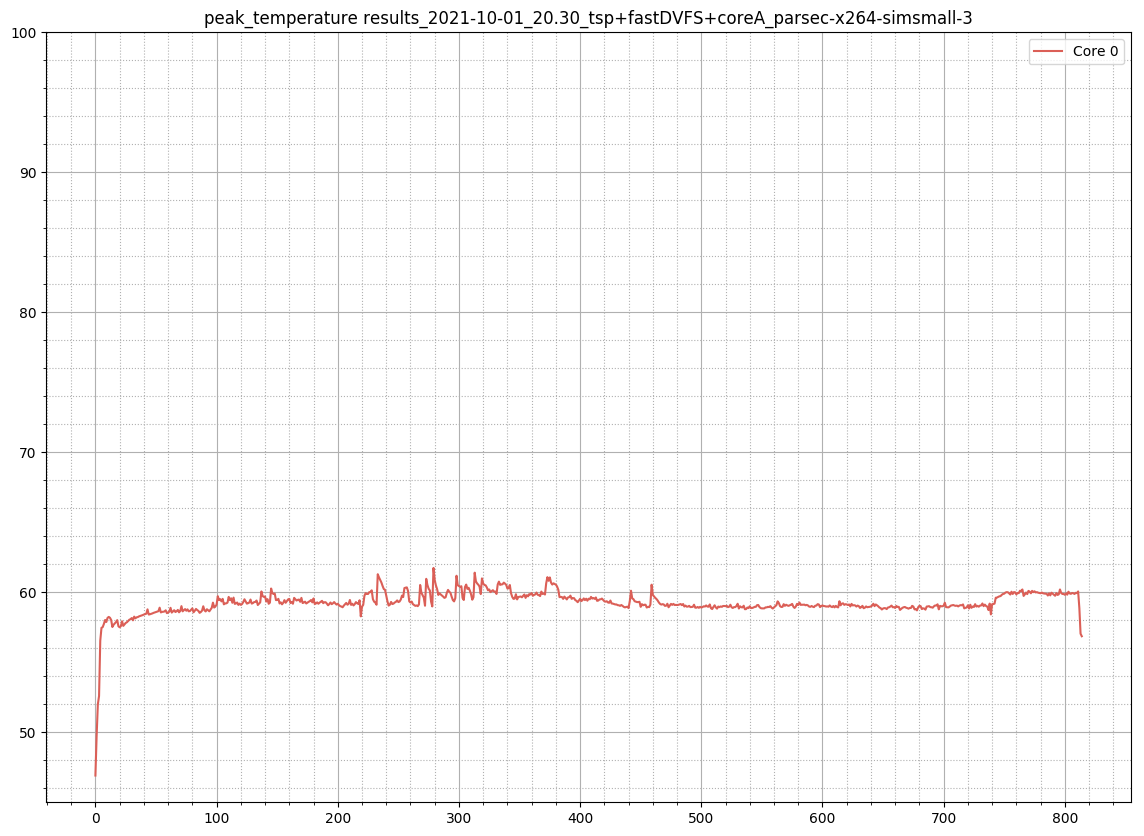 peak_temperature results_2021-10-01_20.30_tsp+fastDVFS+coreA_parsec-x264-simsmall-3
Core 0
100
90
80
70
60
50
0 100 200 300 400 500 600 700 800